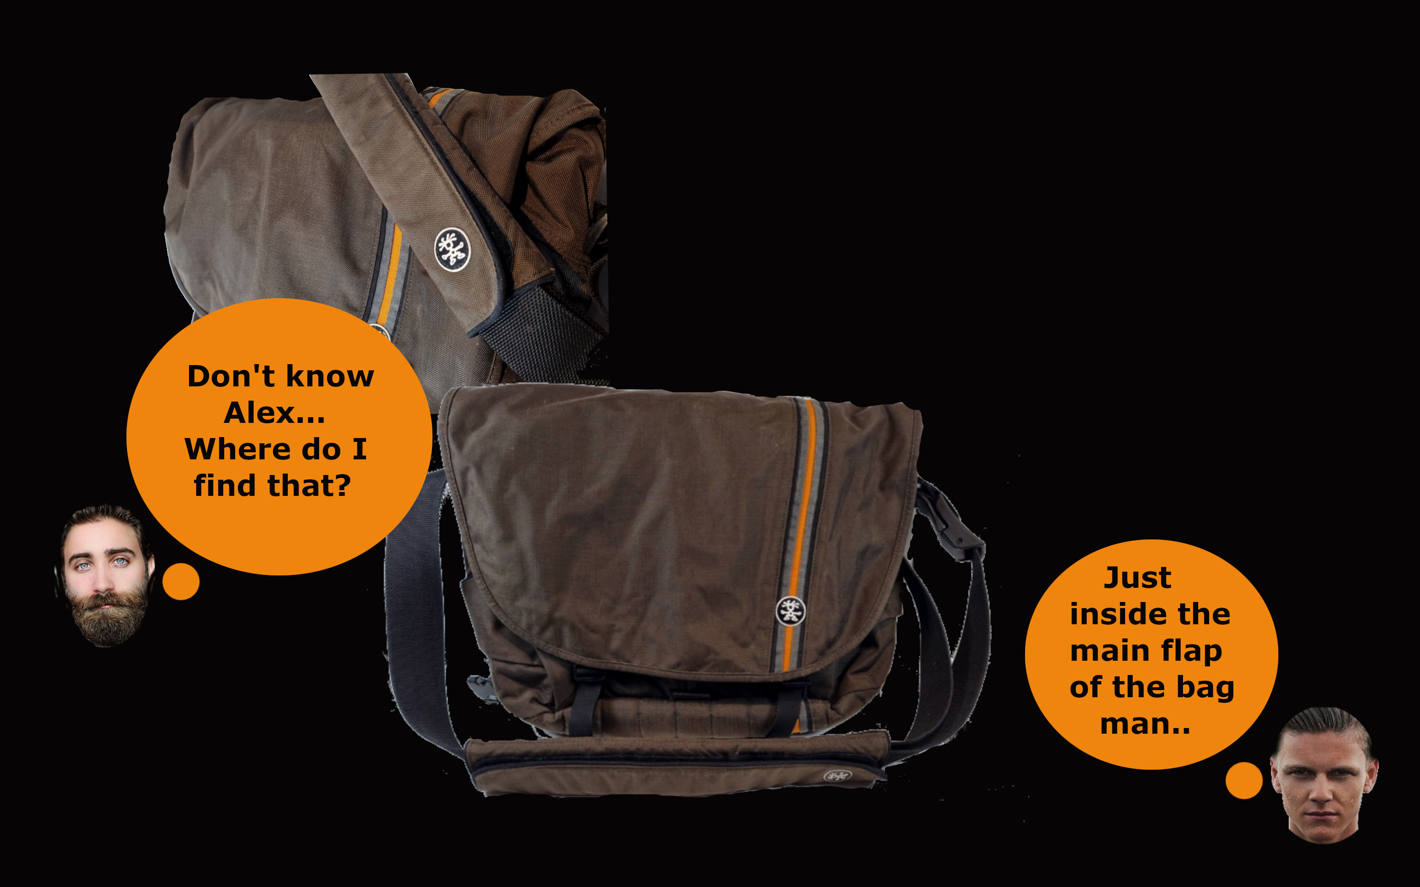 Don't know
Alex...
Where do I
find that?
Just
inside the
main flap
of the bag
man..